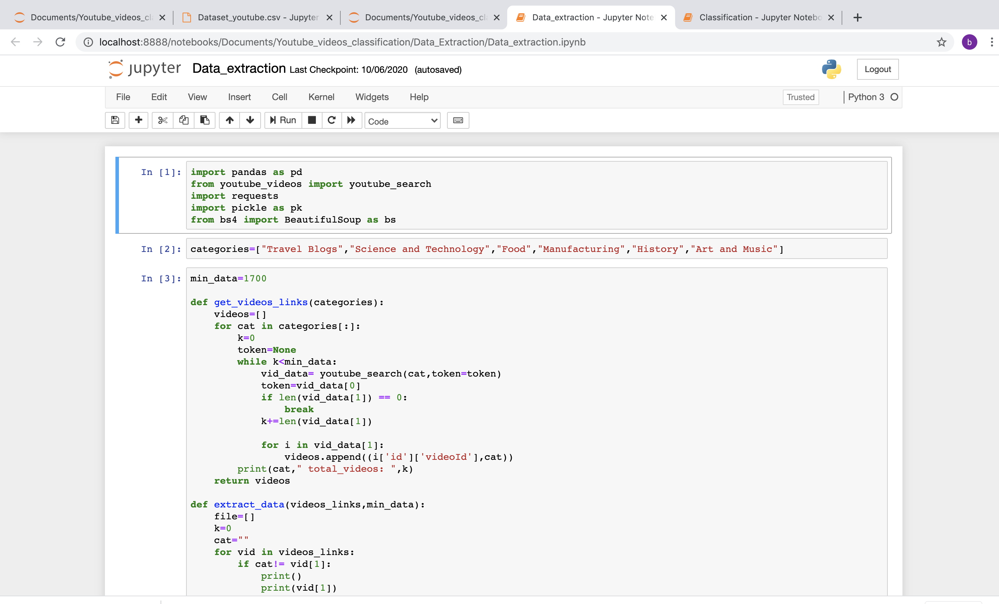 Documents/Youtube_videos_cl
Dataset_youtube.csv - Jupyter
Documents/Youtube_videos_cl
Data_extraction - Jupyter Note
Classification - Jupyter Notebo
localhost:8888/notebooks/Documents/Youtube_videos_classification/Data_Extraction/Data_extraction.ipynb
b
jupyter Data_extraction Last Checkpoint: 10/06/2020 (autosaved)
Logout
File Edit View Insert Cell Kernel Widgets Help
Trusted
Python 3
Run
Code
In [1]:
import pandas as pd
from youtube_videos import youtube_search
import requests
import pickle as pk
from bs4 import BeautifulSoup as bs
In [2]:
categories=["Travel Blogs","Science and Technology","Food","Manufacturing","History","Art and Music"]
In [3]:
min_data=1700
def get_videos_links(categories):
    videos=[]
    for cat in categories[:]:
        k=0
        token=None
        while k<min_data:
            vid_data= youtube_search(cat,token=token)
            token=vid_data[0]
            if len(vid_data[1]) == 0:
                break
            k+=len(vid_data[1])
            for i in vid_data[1]:
                videos.append((i['id']['videoId'],cat))
        print(cat," total_videos: ",k)
    return videos
def extract_data(videos_links,min_data):
    file=[]
    k=0
    cat=""
    for vid in videos_links:
        if cat!= vid[1]:
            print()
            print(vid[1])